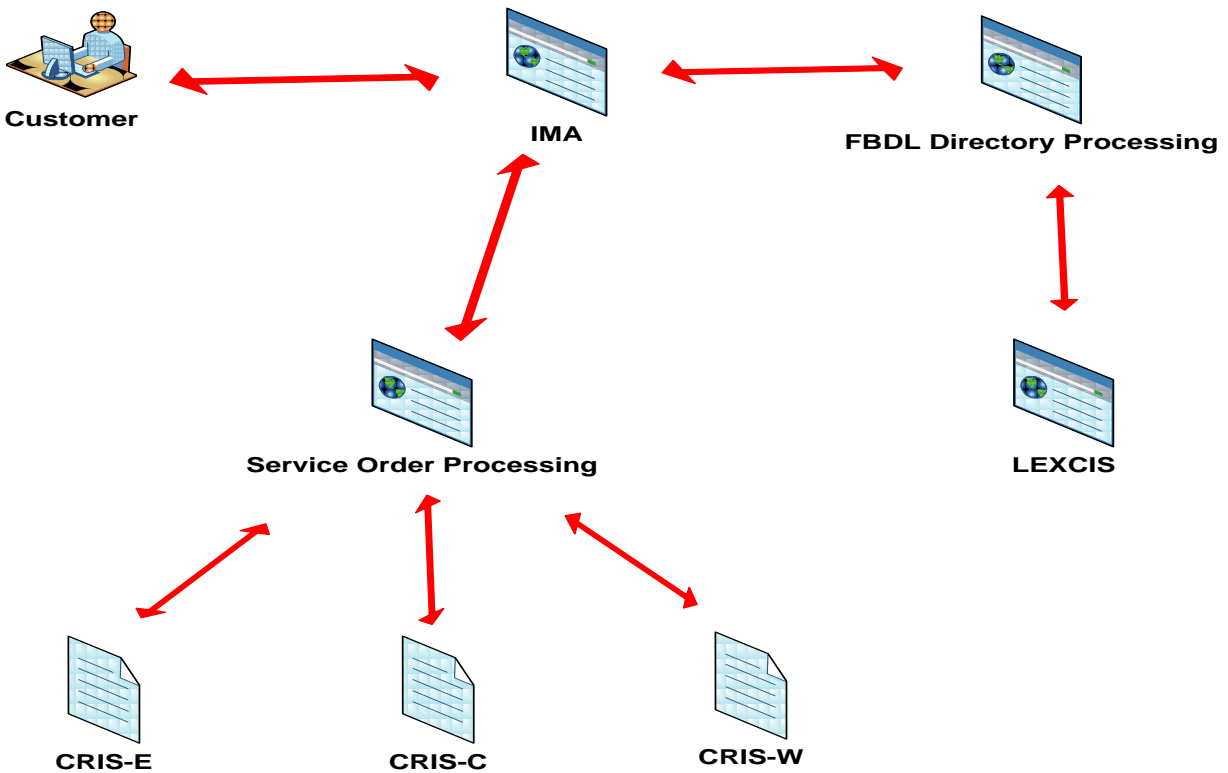 Customer
IMA
FBDL Directory Processing
Service Order Processing
LEXCIS
CRIS-E
CRIS-C
CRIS-W